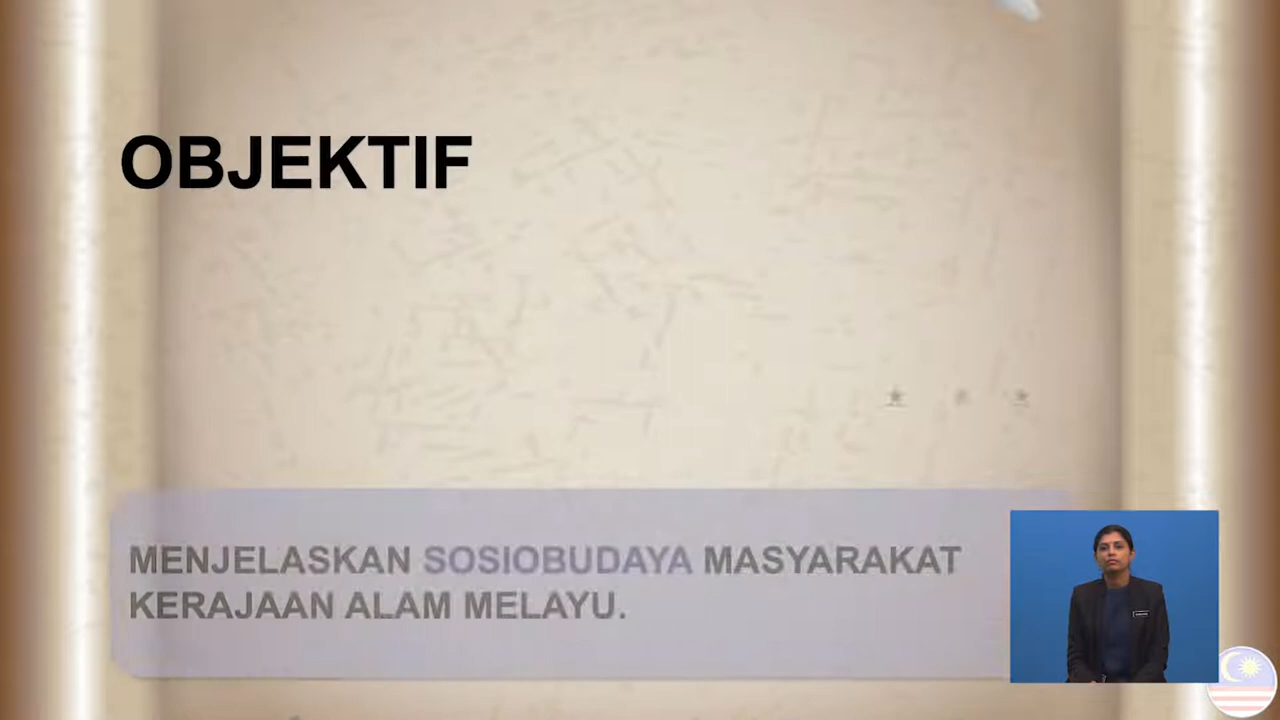 OBJEKTIF
MENJELASKAN SOSIOBUDAYA MASYARAKAT
KERAJAAN ALAM MELAYU.